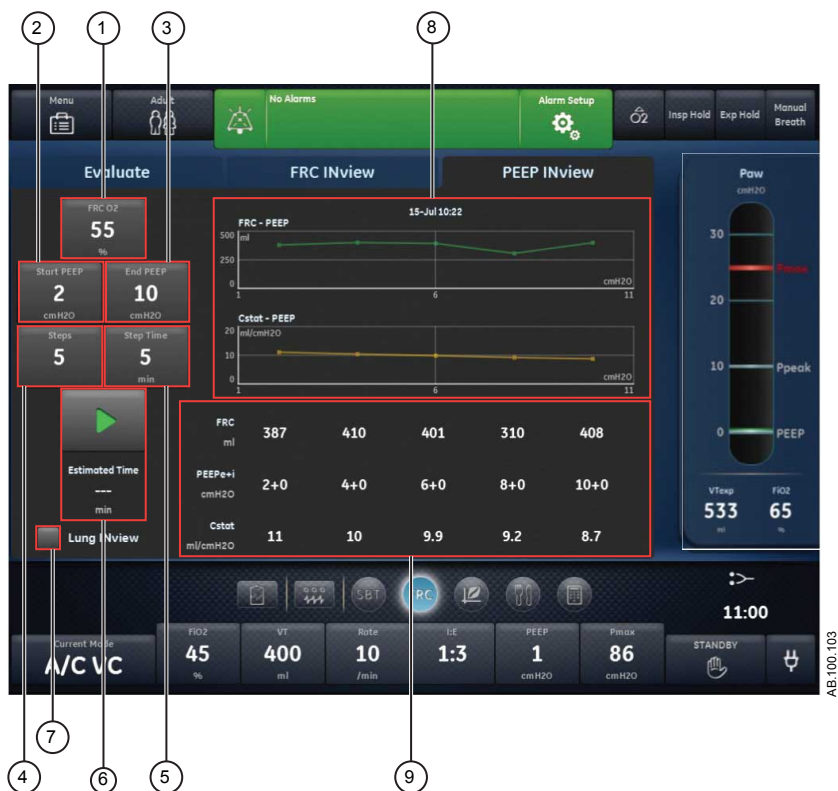 2 1 3 8
Menu Adult No Alarms Alarm Setup O2 Insp Hold Exp Hold Manual Breath
Evaluate FRC INview PEEP INview
FRC O2
55
%
Start PEEP End PEEP
2 10
cmH2O cmH2O
Steps Step Time
5 5
min
Estimated Time
---
min
Lung INview
15-Jul 10:22
FRC - PEEP
500 ml
250
0 cmH2O
1 6 11
Cstat - PEEP
20 ml/cmH2O
10
0 cmH2O
1 6 11
FRC ml 387 410 401 310 408
PEEPe+i cmH2O 2+0 4+0 6+0 8+0 10+0
Cstat ml/cmH2O 11 10 9.9 9.2 8.7
Paw
cmH2O
30
Pmax
20
10 Ppeak
0 PEEP
VTexp FiO2
533 65
ml %
SBT FRC
11:00
Current Mode
A/C VC
FiO2 VT Rate I:E PEEP Pmax STANDBY
45 400 10 1:3 1 86
% ml /min cmH2O cmH2O
AB.100.103
7
4 6 5 9